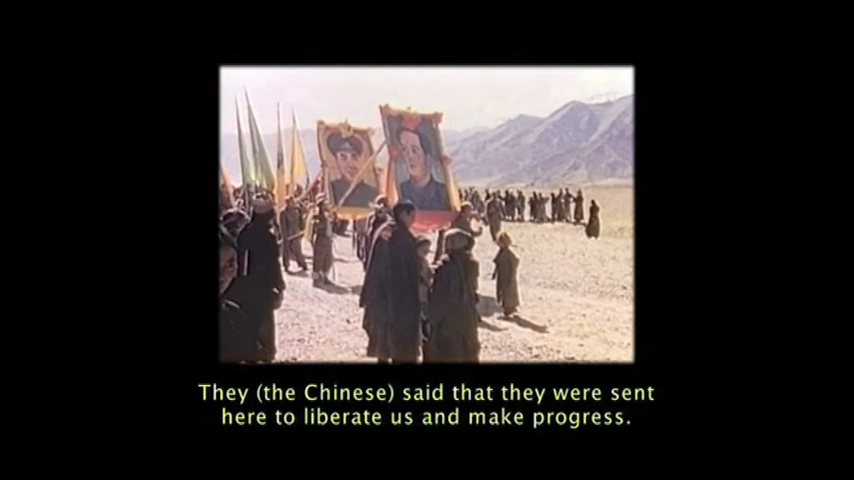 They (the Chinese) said that they were sent
here to liberate us and make progress.